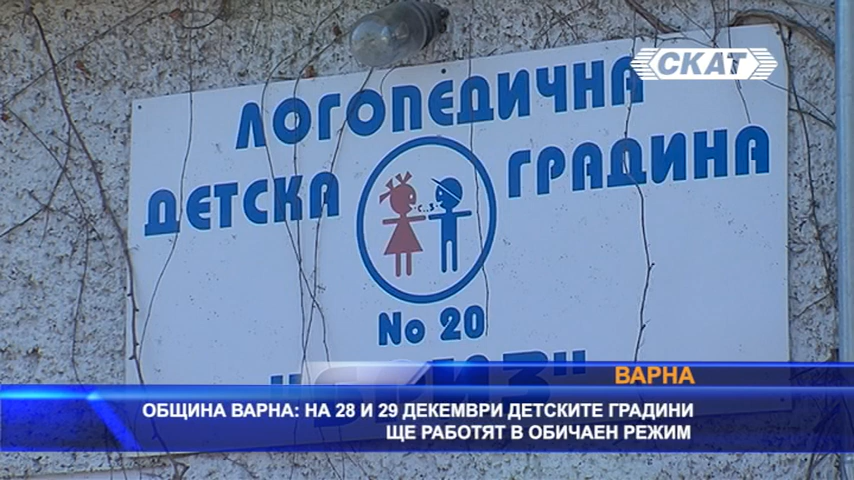 СКАТ
ЛОГОПЕДИЧНА
ДЕТСКА ГРАДИНА
С..З
No 20
"БРИЗ"
ВАРНА
ОБЩИНА ВАРНА: НА 28 И 29 ДЕКЕМВРИ ДЕТСКИТЕ ГРАДИНИ
ЩЕ РАБОТЯТ В ОБИЧАЕН РЕЖИМ